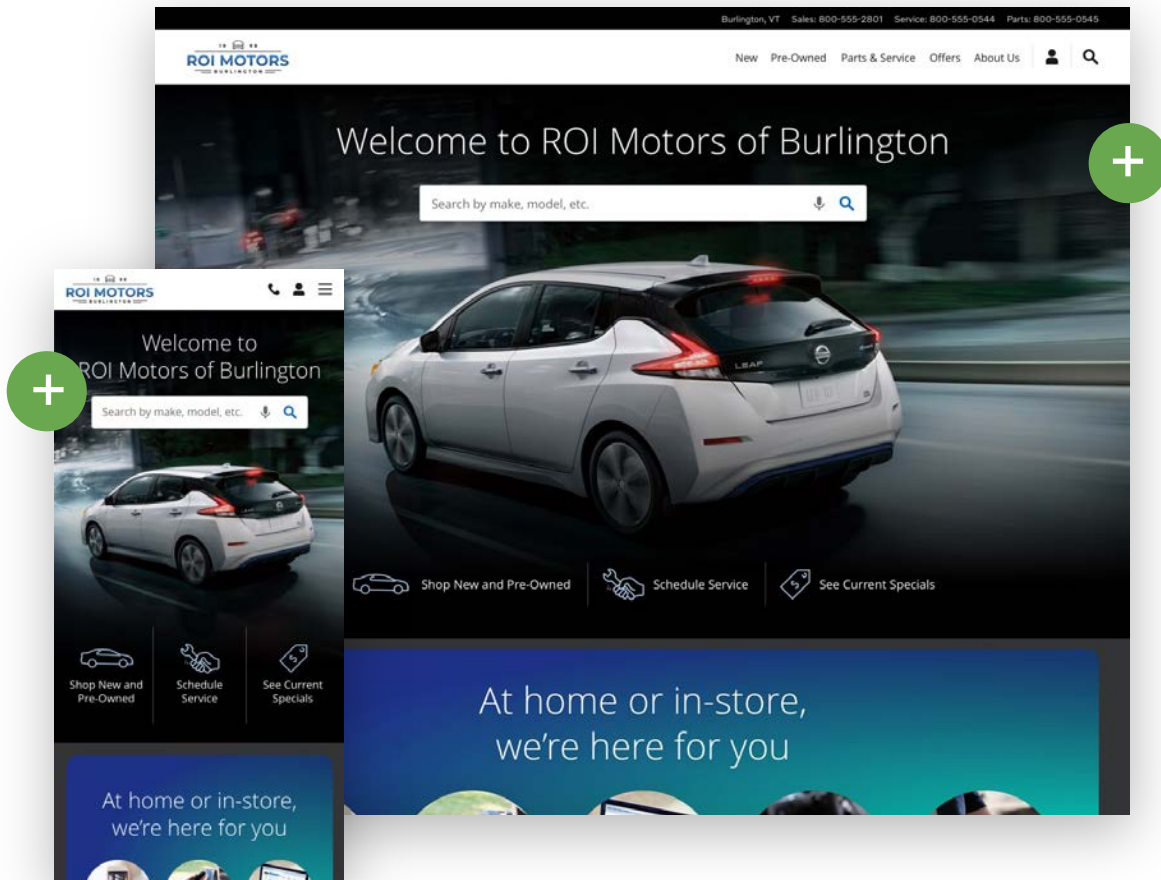 Burlington, VT Sales: 800-555-2801 Service: 800-555-0544 Parts: 800-555-0545
ROI MOTORS
BURLINGTON
New Pre-Owned Parts & Service Offers About Us
Welcome to ROI Motors of Burlington
Search by make, model, etc.
LEAF
Shop New and Pre-Owned
Schedule Service
See Current Specials
At home or in-store,
we're here for you
ROI MOTORS
BURLINGTON
Welcome to
ROI Motors of Burlington
Search by make, model, etc.
Shop New and
Pre-Owned
Schedule
Service
See Current
Specials
At home or in-store,
we're here for you